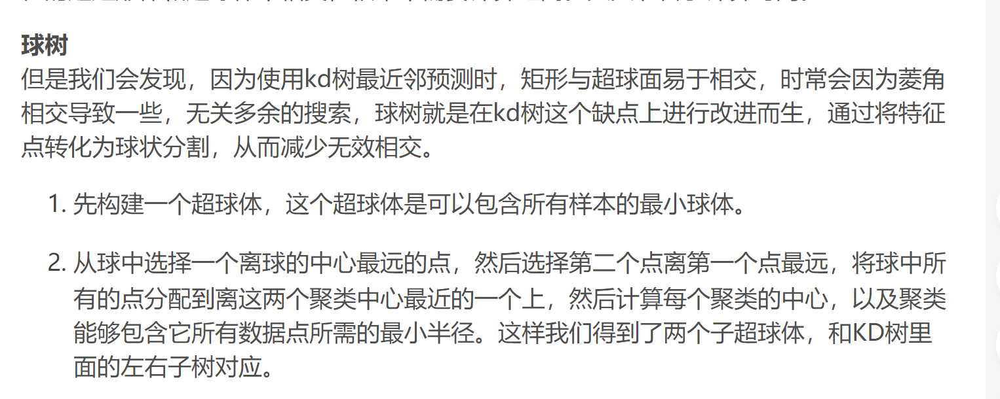 球树
但是我们会发现，因为使用kd树最近邻预测时，矩形与超球面易于相交，时常会因为菱角
相交导致一些，无关多余的搜索，球树就是在kd树这个缺点上进行改进而生，通过将特征
点转化为球状分割，从而减少无效相交。
1. 先构建一个超球体，这个超球体是可以包含所有样本的最小球体。
2. 从球中选择一个离球的中心最远的点，然后选择第二个点离第一个点最远，将球中所
有的点分配到离这两个聚类中心最近的一个上，然后计算每个聚类的中心，以及聚类
能够包含它所有数据点所需的最小半径。这样我们得到了两个子超球体，和KD树里
面的左右子树对应。